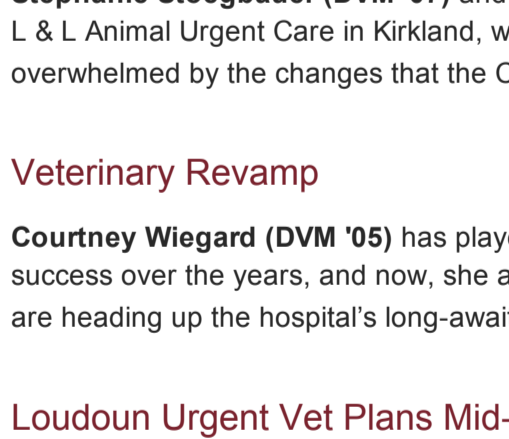 (DVM
L & L Animal Urgent Care in Kirkland,
overwhelmed by the changes that the
Veterinary Revamp
Courtney Wiegard (DVM '05) has
success over the years, and now, she
are heading up the hospital’s
Loudoun Urgent Vet Plans Mid-